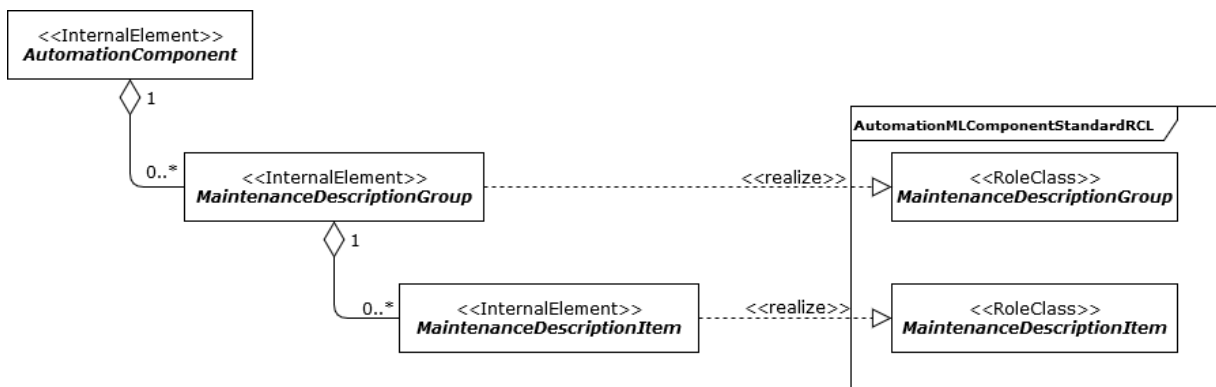 <<InternalElement>>
AutomationComponent
1
AutomationMLComponentStandardRCL
0..*
<<InternalElement>>
MaintenanceDescriptionGroup
<<realize>>
<<RoleClass>>
MaintenanceDescriptionGroup
1
0..*
<<InternalElement>>
MaintenanceDescriptionItem
<<realize>>
<<RoleClass>>
MaintenanceDescriptionItem